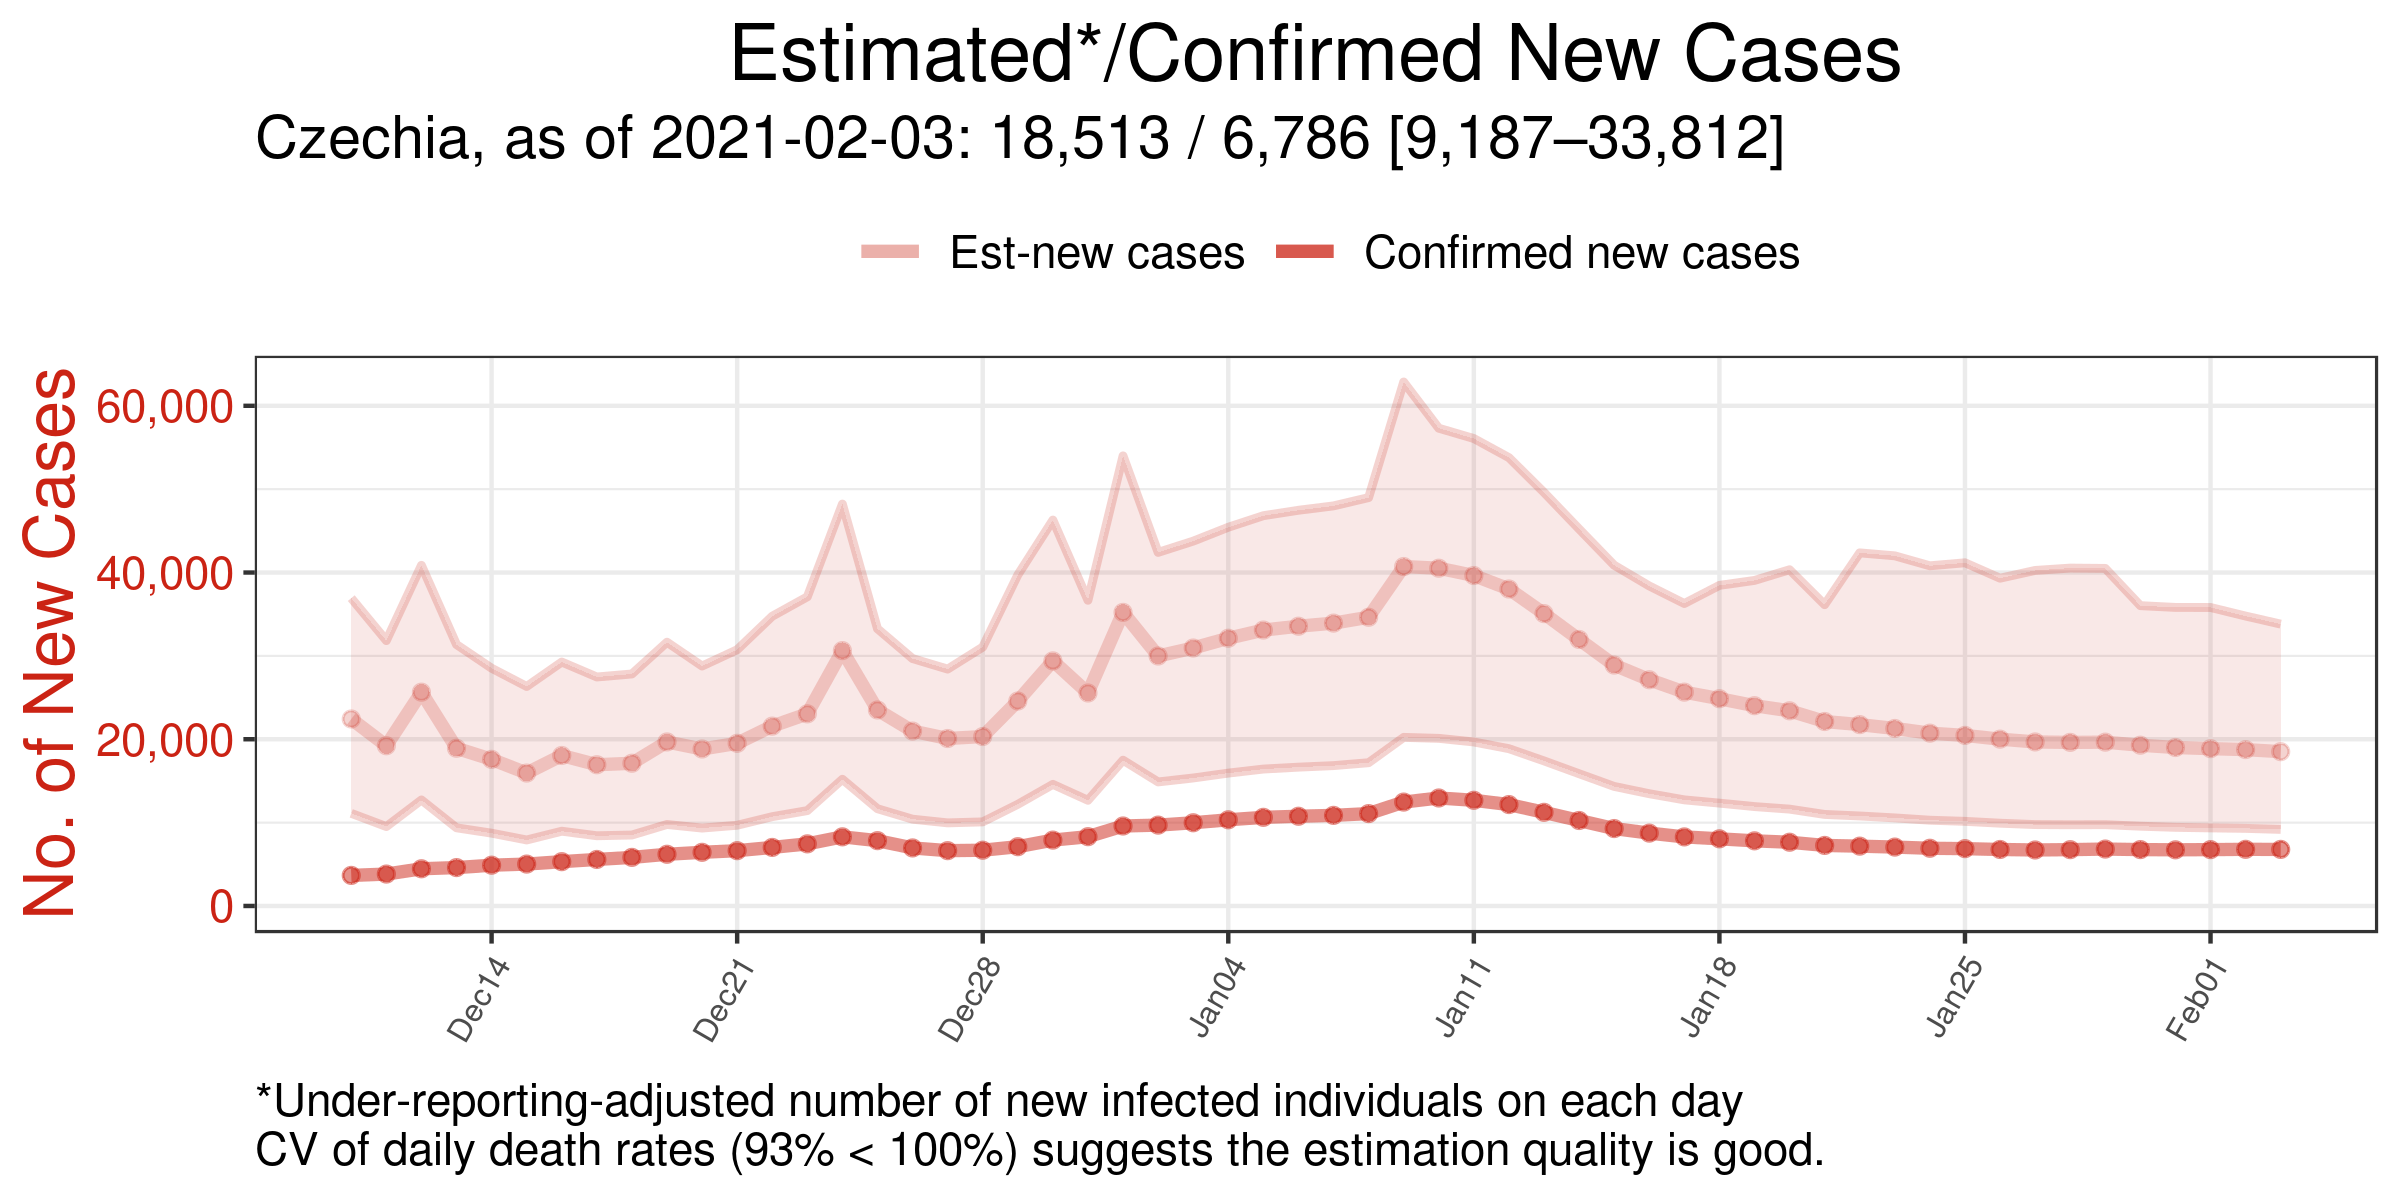 Estimated*/Confirmed New Cases
Czechia, as of 2021-02-03: 18,513 / 6,786 [9,187–33,812]
Est-new cases
Confirmed new cases
No. of New Cases
60,000
40,000
20,000
0
Dec14
Dec21
Dec28
Jan04
Jan11
Jan18
Jan25
Feb01
*Under-reporting-adjusted number of new infected individuals on each day
CV of daily death rates (93% < 100%) suggests the estimation quality is good.